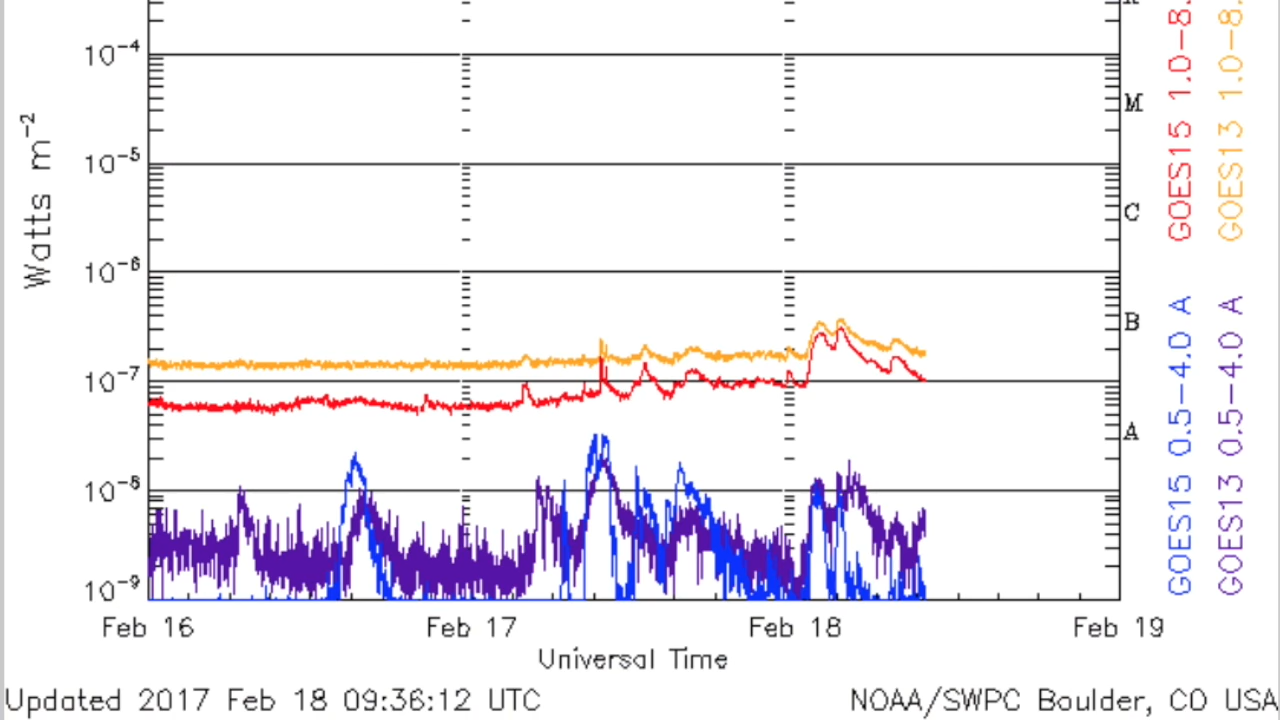 10-4
M
10-5
C
Watts m-2
10-6
B
10-7
A
10-8
10-9
Feb 16 Feb 17 Feb 18 Feb 19
Universal Time
Updated 2017 Feb 18 09:36:12 UTC NOAA/SWPC Boulder, CO USA
GOES15 0.5-4.0 A GOES15 1.0-8.
GOES13 0.5-4.0 A GOES13 1.0-8.